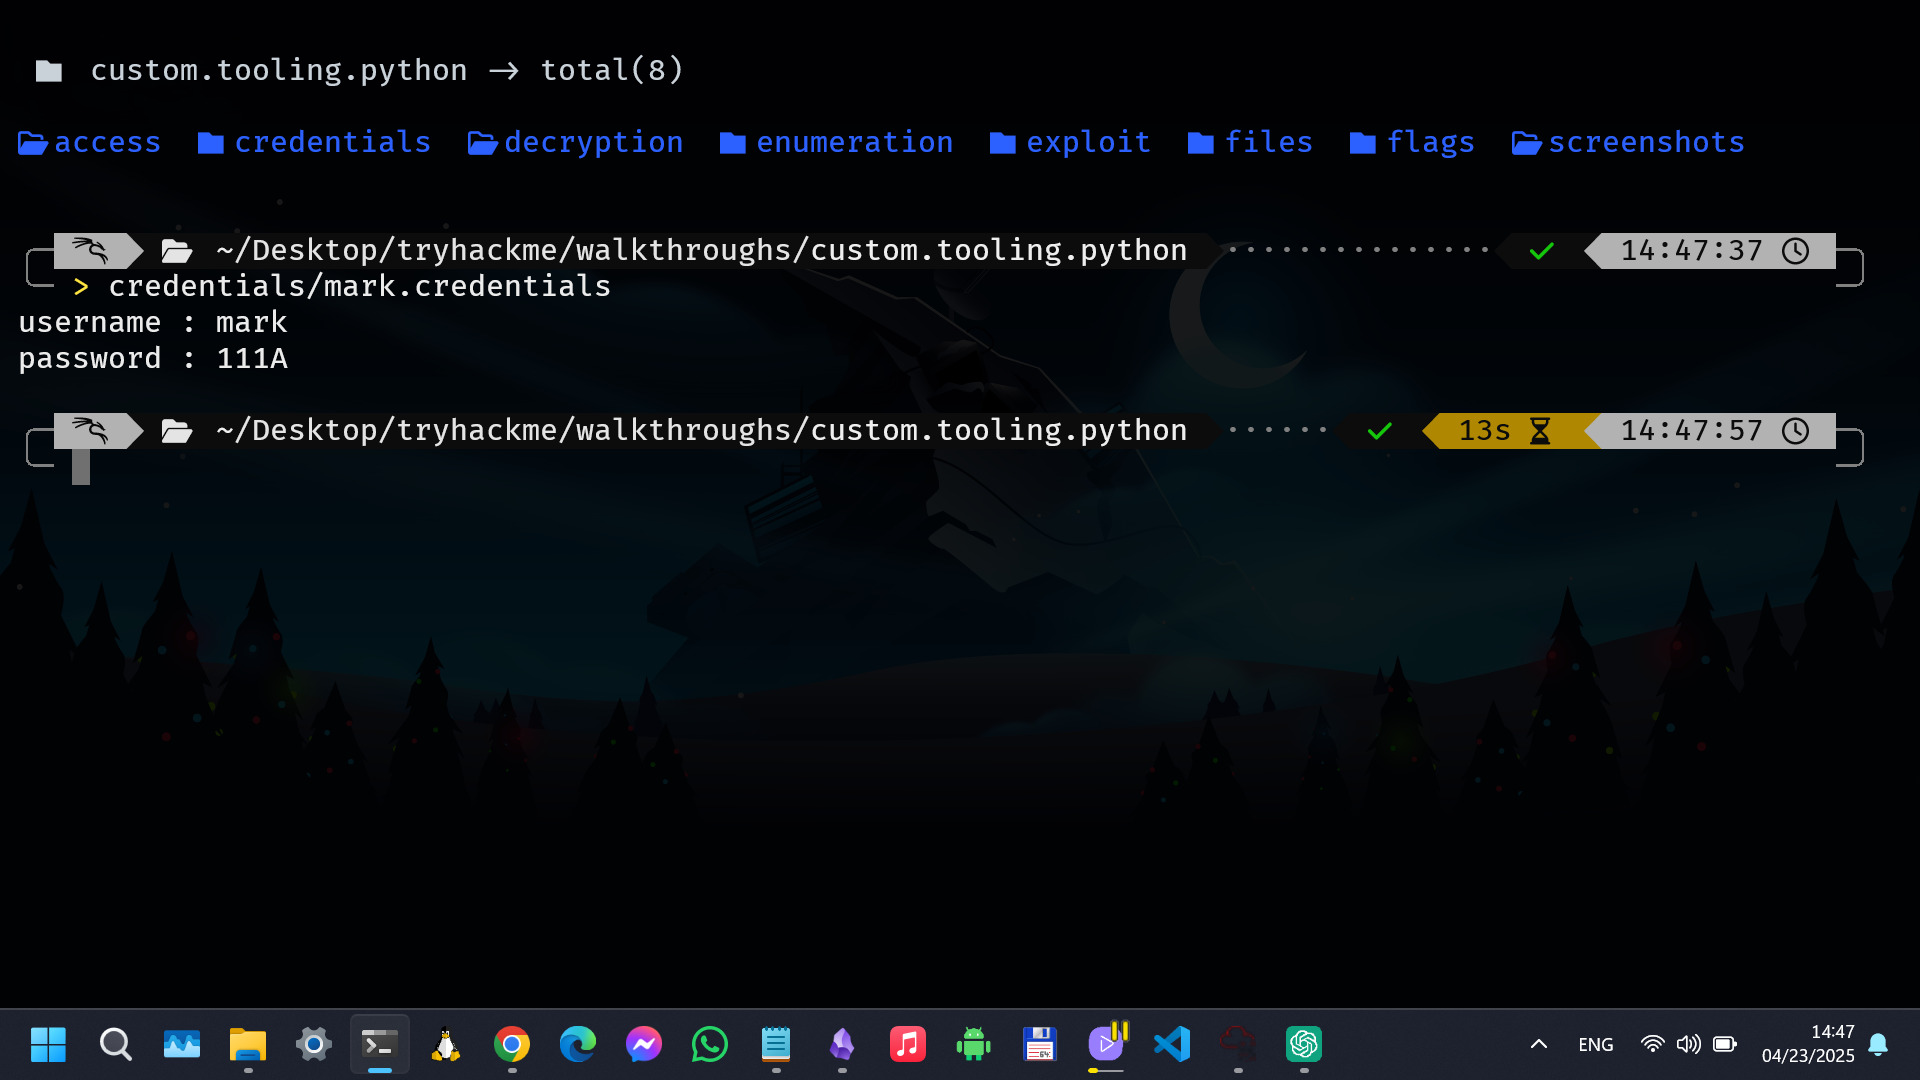 custom.tooling.python → total(8)
access credentials decryption enumeration exploit files flags screenshots
~/Desktop/tryhackme/walkthroughs/custom.tooling.python ✓ 14:47:37
> credentials/mark.credentials
username : mark
password : 111A
~/Desktop/tryhackme/walkthroughs/custom.tooling.python ✓ 13s 14:47:57
64
ENG
14:47
04/23/2025